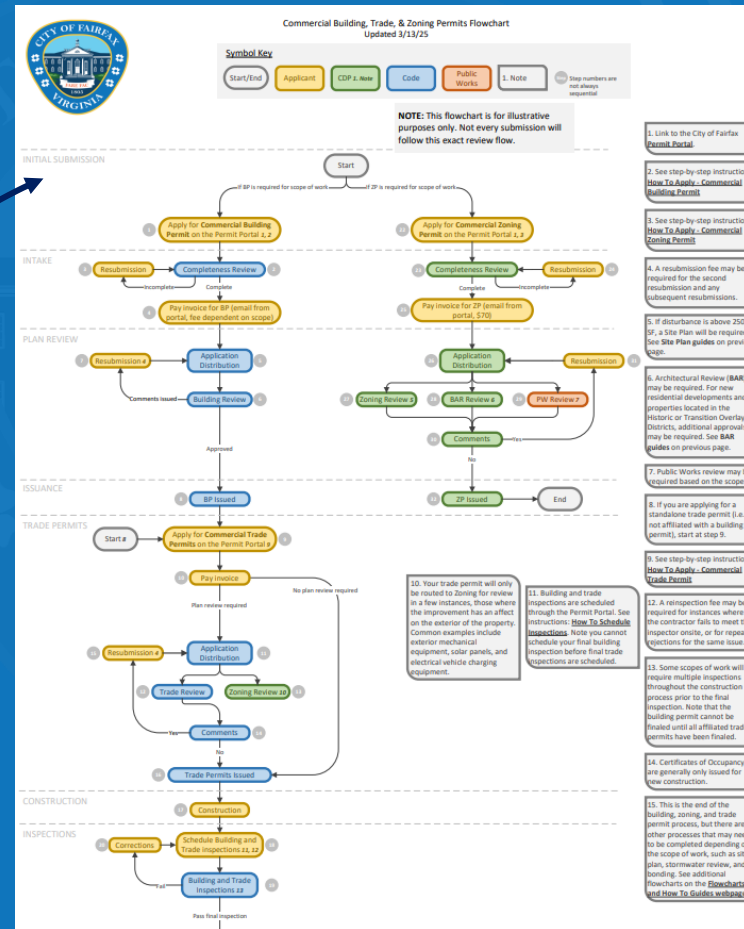 CITY OF FAIRFAX
VIRGINIA
Commercial Building, Trade, & Zoning Permits Flowchart
Updated 3/13/25
Symbol Key
Start/End
Applicant
CDP 1. Note
Code
Public
Works
1. Note
Step numbers are
not always
sequential
NOTE: This flowchart is for illustrative
purposes only. Not every submission will
follow this exact review flow.
INITIAL SUBMISSION
Start
If BP is required for scope of work
If ZP is required for scope of work
Apply for Commercial Building
Permit on the Permit Portal 1, 2
Apply for Commercial Zoning
Permit on the Permit Portal 1, 3
INTAKE
Resubmission
Completeness Review
Incomplete
Complete
Completeness Review
Resubmission
Complete
Incomplete
Pay invoice for BP (email from
portal, fee dependent on scope)
Pay invoice for ZP (email from
portal, $70)
PLAN REVIEW
Resubmission 4
Application
Distribution
Comments issued
Building Review
Approved
Application
Distribution
Resubmission
Zoning Review 5
BAR Review 6
PW Review 7
Comments
Yes
No
ISSUANCE
BP Issued
ZP Issued
End
TRADE PERMITS
Start 8
Apply for Commercial Trade
Permits on the Permit Portal 9
Pay invoice
No plan review required
Plan review required
Resubmission 4
Application
Distribution
Trade Review
Zoning Review 10
Yes
Comments
No
Trade Permits Issued
CONSTRUCTION
Construction
INSPECTIONS
Corrections
Schedule Building and
Trade inspections 11, 12
Fail
Building and Trade
Inspections 13
Pass final inspection
10. Your trade permit will only
be routed to Zoning for review
in a few instances, those where
the improvement has an affect
on the exterior of the property.
Common examples include
exterior mechanical
equipment, solar panels, and
electrical vehicle charging
equipment.
11. Building and trade
inspections are scheduled
through the Permit Portal. See
instructions: How To Schedule
Inspections. Note you cannot
schedule your final building
inspection before final trade
inspections are scheduled.
1. Link to the City of Fairfax
Permit Portal.
2. See step-by-step instruction
How To Apply - Commercial
Building Permit
3. See step-by-step instruction
How To Apply - Commercial
Zoning Permit
4. A resubmission fee may be
required for the second
resubmission and any
subsequent resubmissions.
5. If disturbance is above 250
SF, a Site Plan will be require
See Site Plan guides on previ
page.
6. Architectural Review (BAR)
may be required. For new
residential developments and
properties located in the
Historic or Transition Overlay
Districts, additional approvals
may be required. See BAR
guides on previous page.
7. Public Works review may b
required based on the scope
8. If you are applying for a
standalone trade permit (i.e.
not affiliated with a building
permit), start at step 9.
9. See step-by-step instruction
How To Apply - Commercial
Trade Permit
12. A reinspection fee may be
required for instances where
the contractor fails to meet th
inspector onsite, or for repea
rejections for the same issue.
13. Some scopes of work will
require multiple inspections
throughout the construction
process prior to the final
inspection. Note that the
building permit cannot be
finaled until all affiliated trad
permits have been finaled.
14. Certificates of Occupancy
are generally only issued for
new construction.
15. This is the end of the
building, zoning, and trade
permit process, but there are
other processes that may nee
to be completed depending o
the scope of work, such as sit
plan, stormwater review, and
bonding. See additional
flowcharts on the Flowcharts
and How To Guides webpage